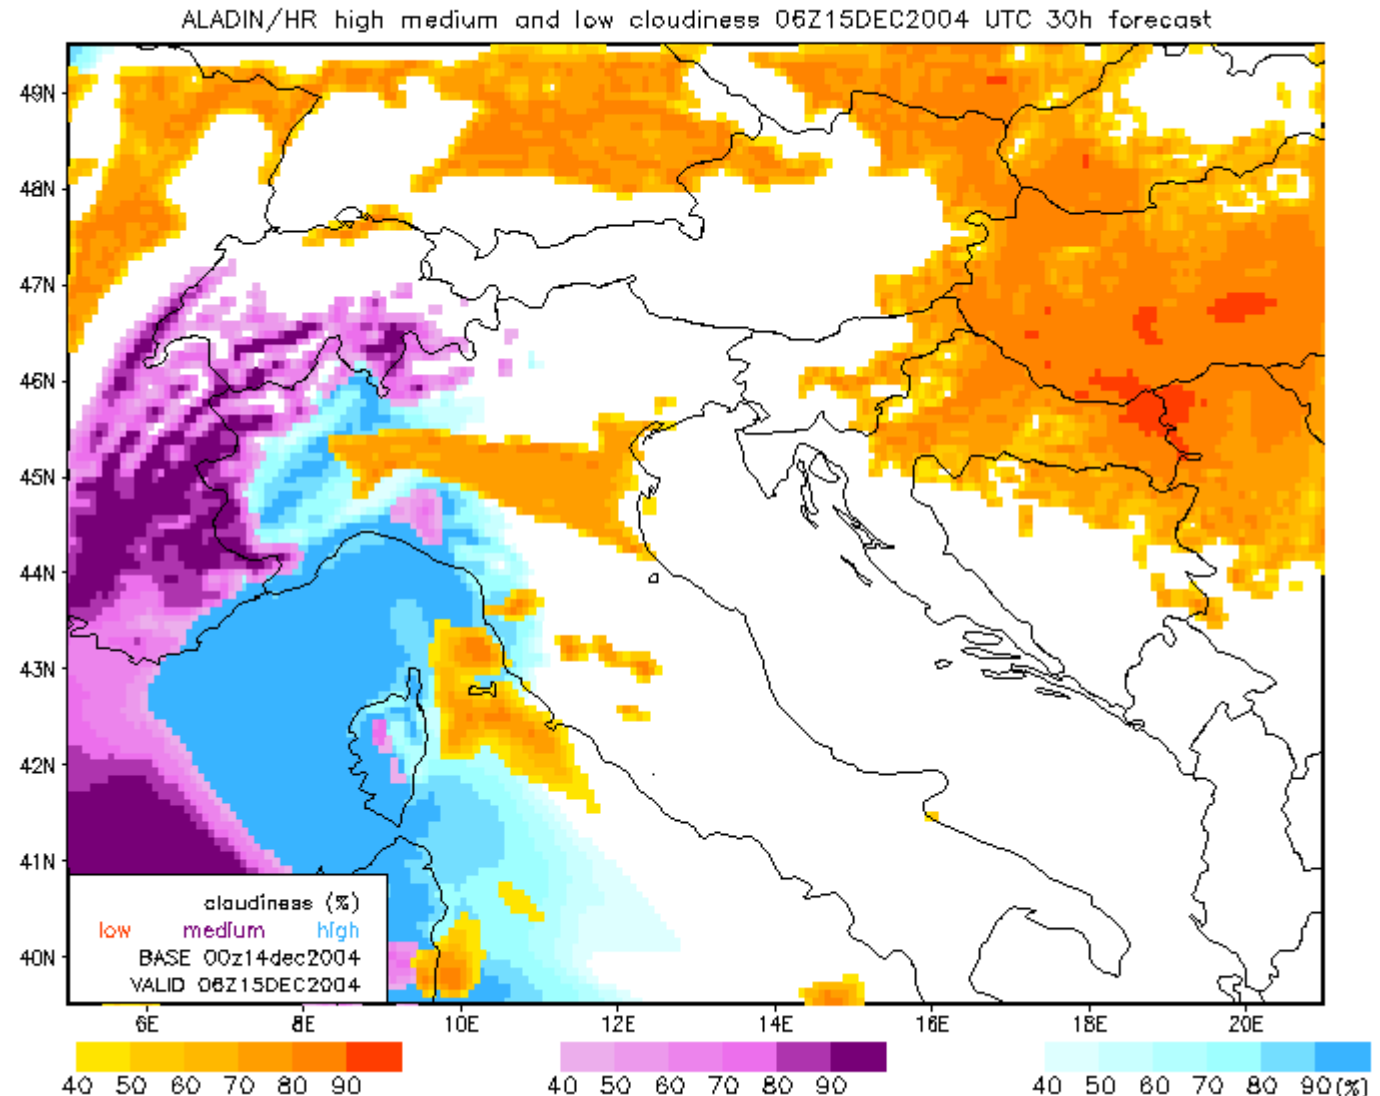 ALADIN/HR high medium and low cloudiness 06Z15DEC2004 UTC 30h forecast
49N
48N
47N
46N
45N
44N
43N
42N
41N
40N
cloudiness (%)
low medium high
BASE 00z14dec2004
VALID 06Z15DEC2004
6E 8E 10E 12E 14E 16E 18E 20E
40 50 60 70 80 90 40 50 60 70 80 90 40 50 60 70 80 90(%)